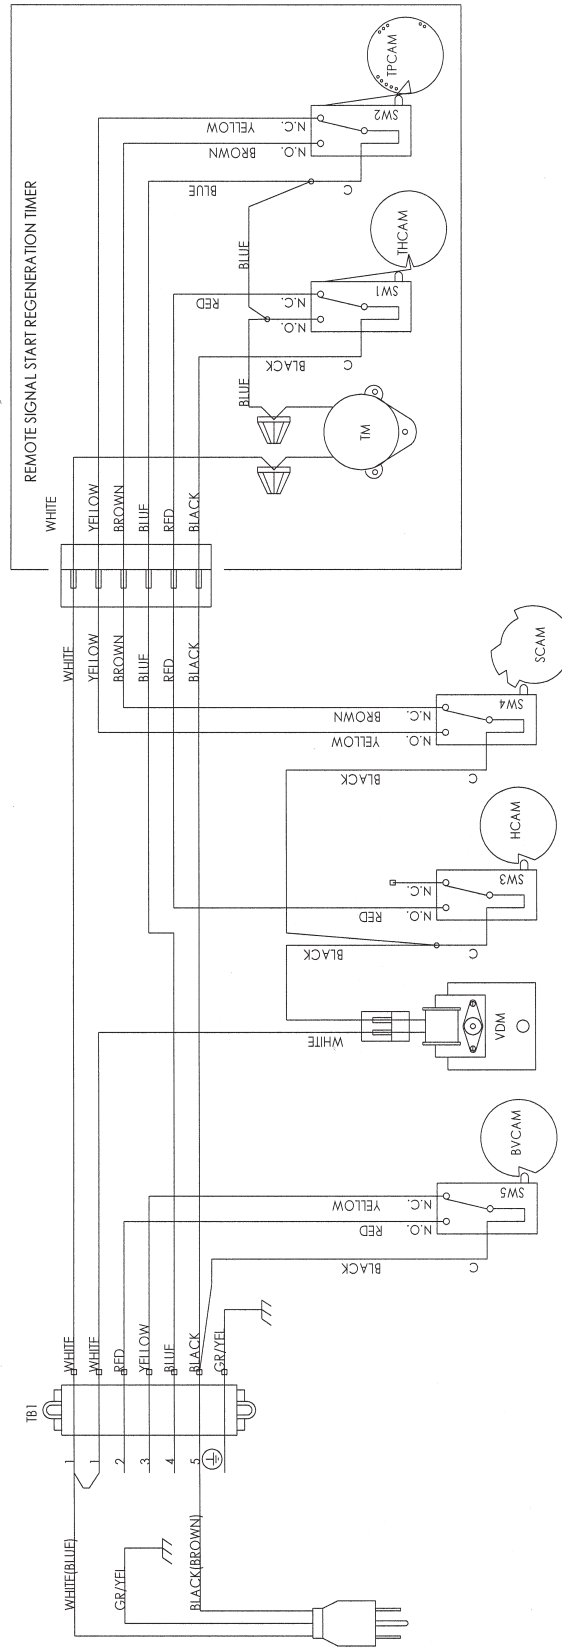 REMOTE SIGNAL START REGENERATION TIMER
TPCAM
SW2
N.C.
YELLOW
N.O.
BROWN
C
BLUE
BLUE
THCAM
SW1
N.C.
RED
N.O.
C
BLACK
BLUE
TM
WHITE
YELLOW
BROWN
BLUE
RED
BLACK
WHITE
YELLOW
BROWN
BLUE
RED
BLACK
SCAM
SW4
N.C.
BROWN
N.O.
YELLOW
C
BLACK
HCAM
SW3
N.C.
N.O.
RED
C
BLACK
VDM
WHITE
BVCAM
SW5
N.C.
YELLOW
N.O.
RED
C
BLACK
TB1
WHITE
WHITE
RED
YELLOW
BLUE
BLACK
GR/YEL
1
1
2
3
4
5
WHITE(BLUE)
GR/YEL
BLACK(BROWN)